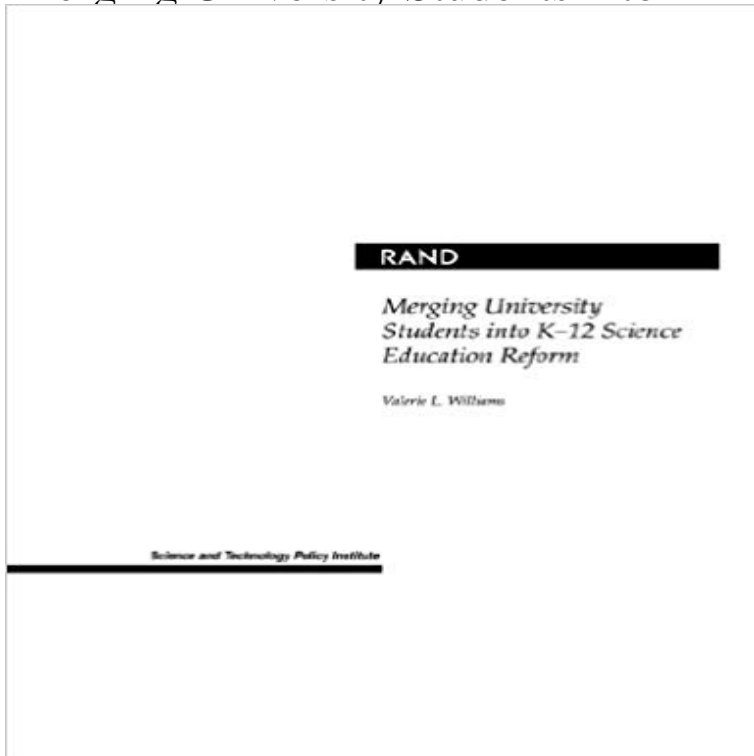 RAND
Merging University
Students into K–12 Science
Education Reform
Valerie L. Williams
Science and Technology Policy Institute